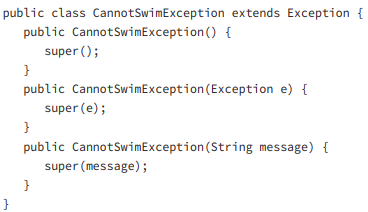 public class CannotSwimException extends Exception {
   public CannotSwimException() {
      super();
   }
   public CannotSwimException(Exception e) {
      super(e);
   }
   public CannotSwimException(String message) {
      super(message);
   }
}